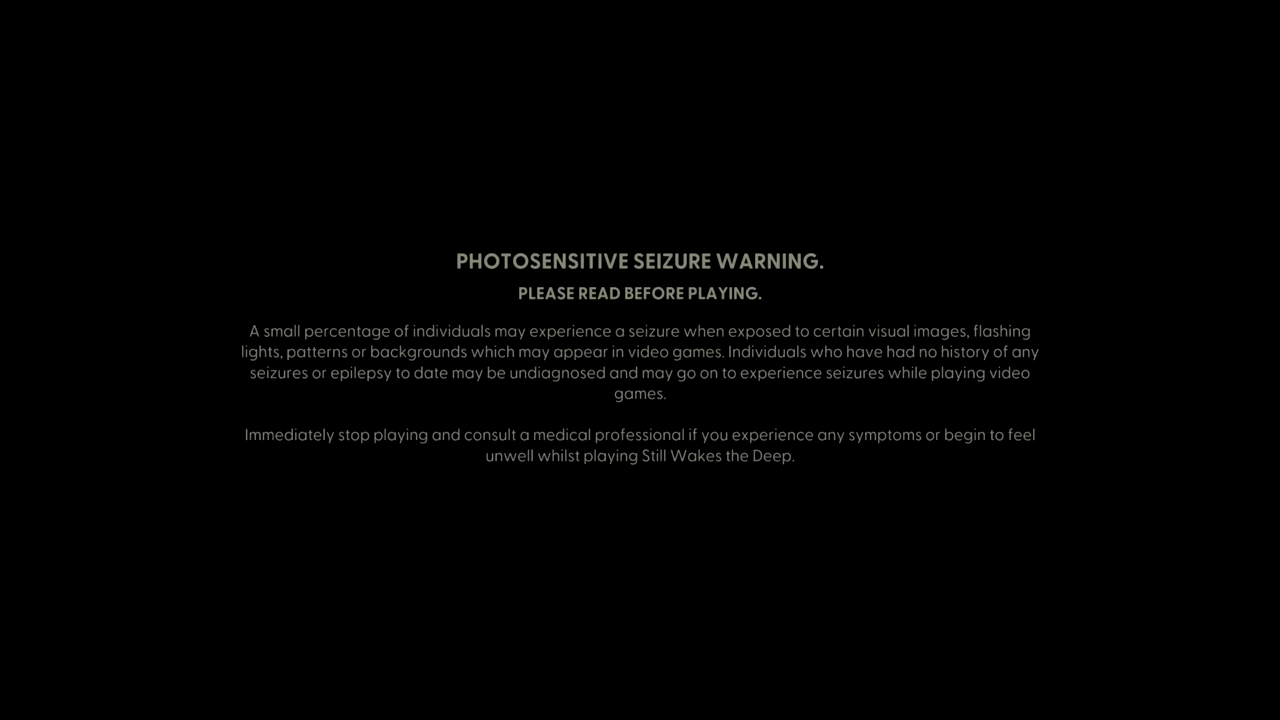 PHOTOSENSITIVE SEIZURE WARNING.
PLEASE READ BEFORE PLAYING.
A small percentage of individuals may experience a seizure when exposed to certain visual images, flashing
lights, patterns or backgrounds which may appear in video games. Individuals who have had no history of any
seizures or epilepsy to date may be undiagnosed and may go on to experience seizures while playing video
games.
Immediately stop playing and consult a medical professional if you experience any symptoms or begin to feel
unwell whilst playing Still Wakes the Deep.